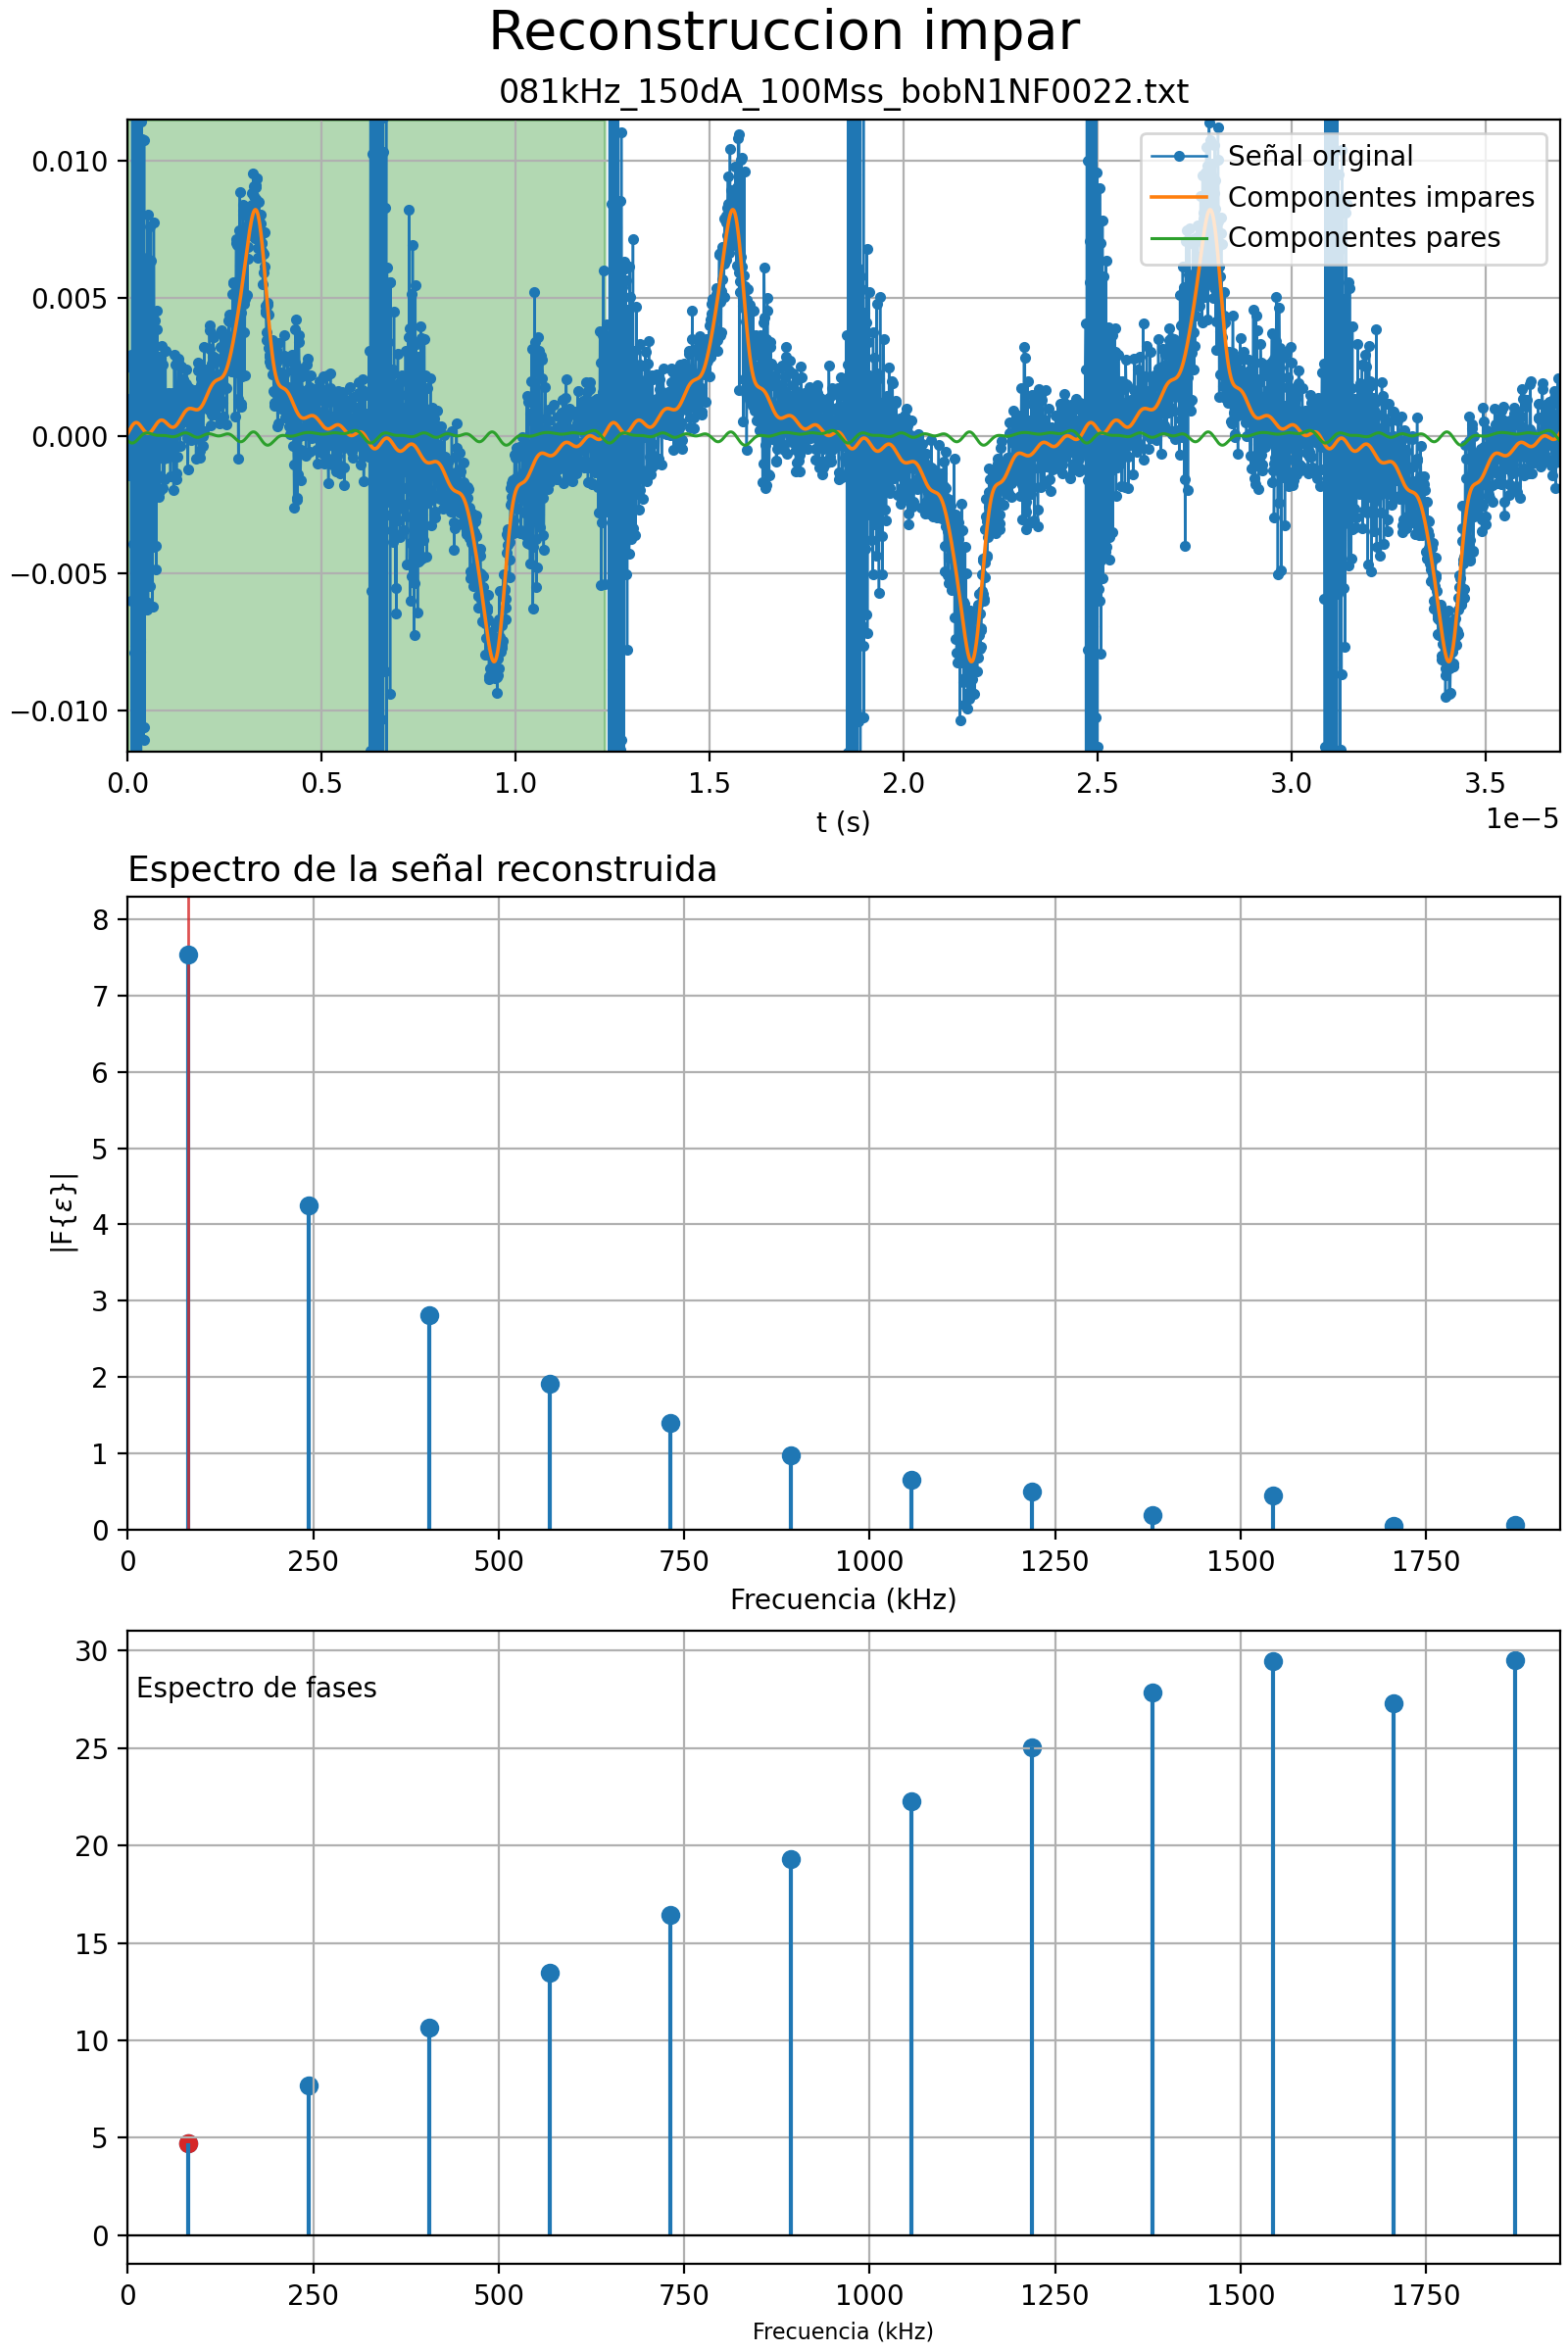 Reconstruccion impar
081kHz_150dA_100Mss_bobN1NF0022.txt
Señal original
Componentes impares
Componentes pares
0.010
0.005
0.000
−0.005
−0.010
0.0 0.5 1.0 1.5 2.0 2.5 3.0 3.5
t (s)
1e−5
Espectro de la señal reconstruida
8
7
6
5
4
3
2
1
0
|F{ε}|
0 250 500 750 1000 1250 1500 1750
Frecuencia (kHz)
Espectro de fases
30
25
20
15
10
5
0
0 250 500 750 1000 1250 1500 1750
Frecuencia (kHz)